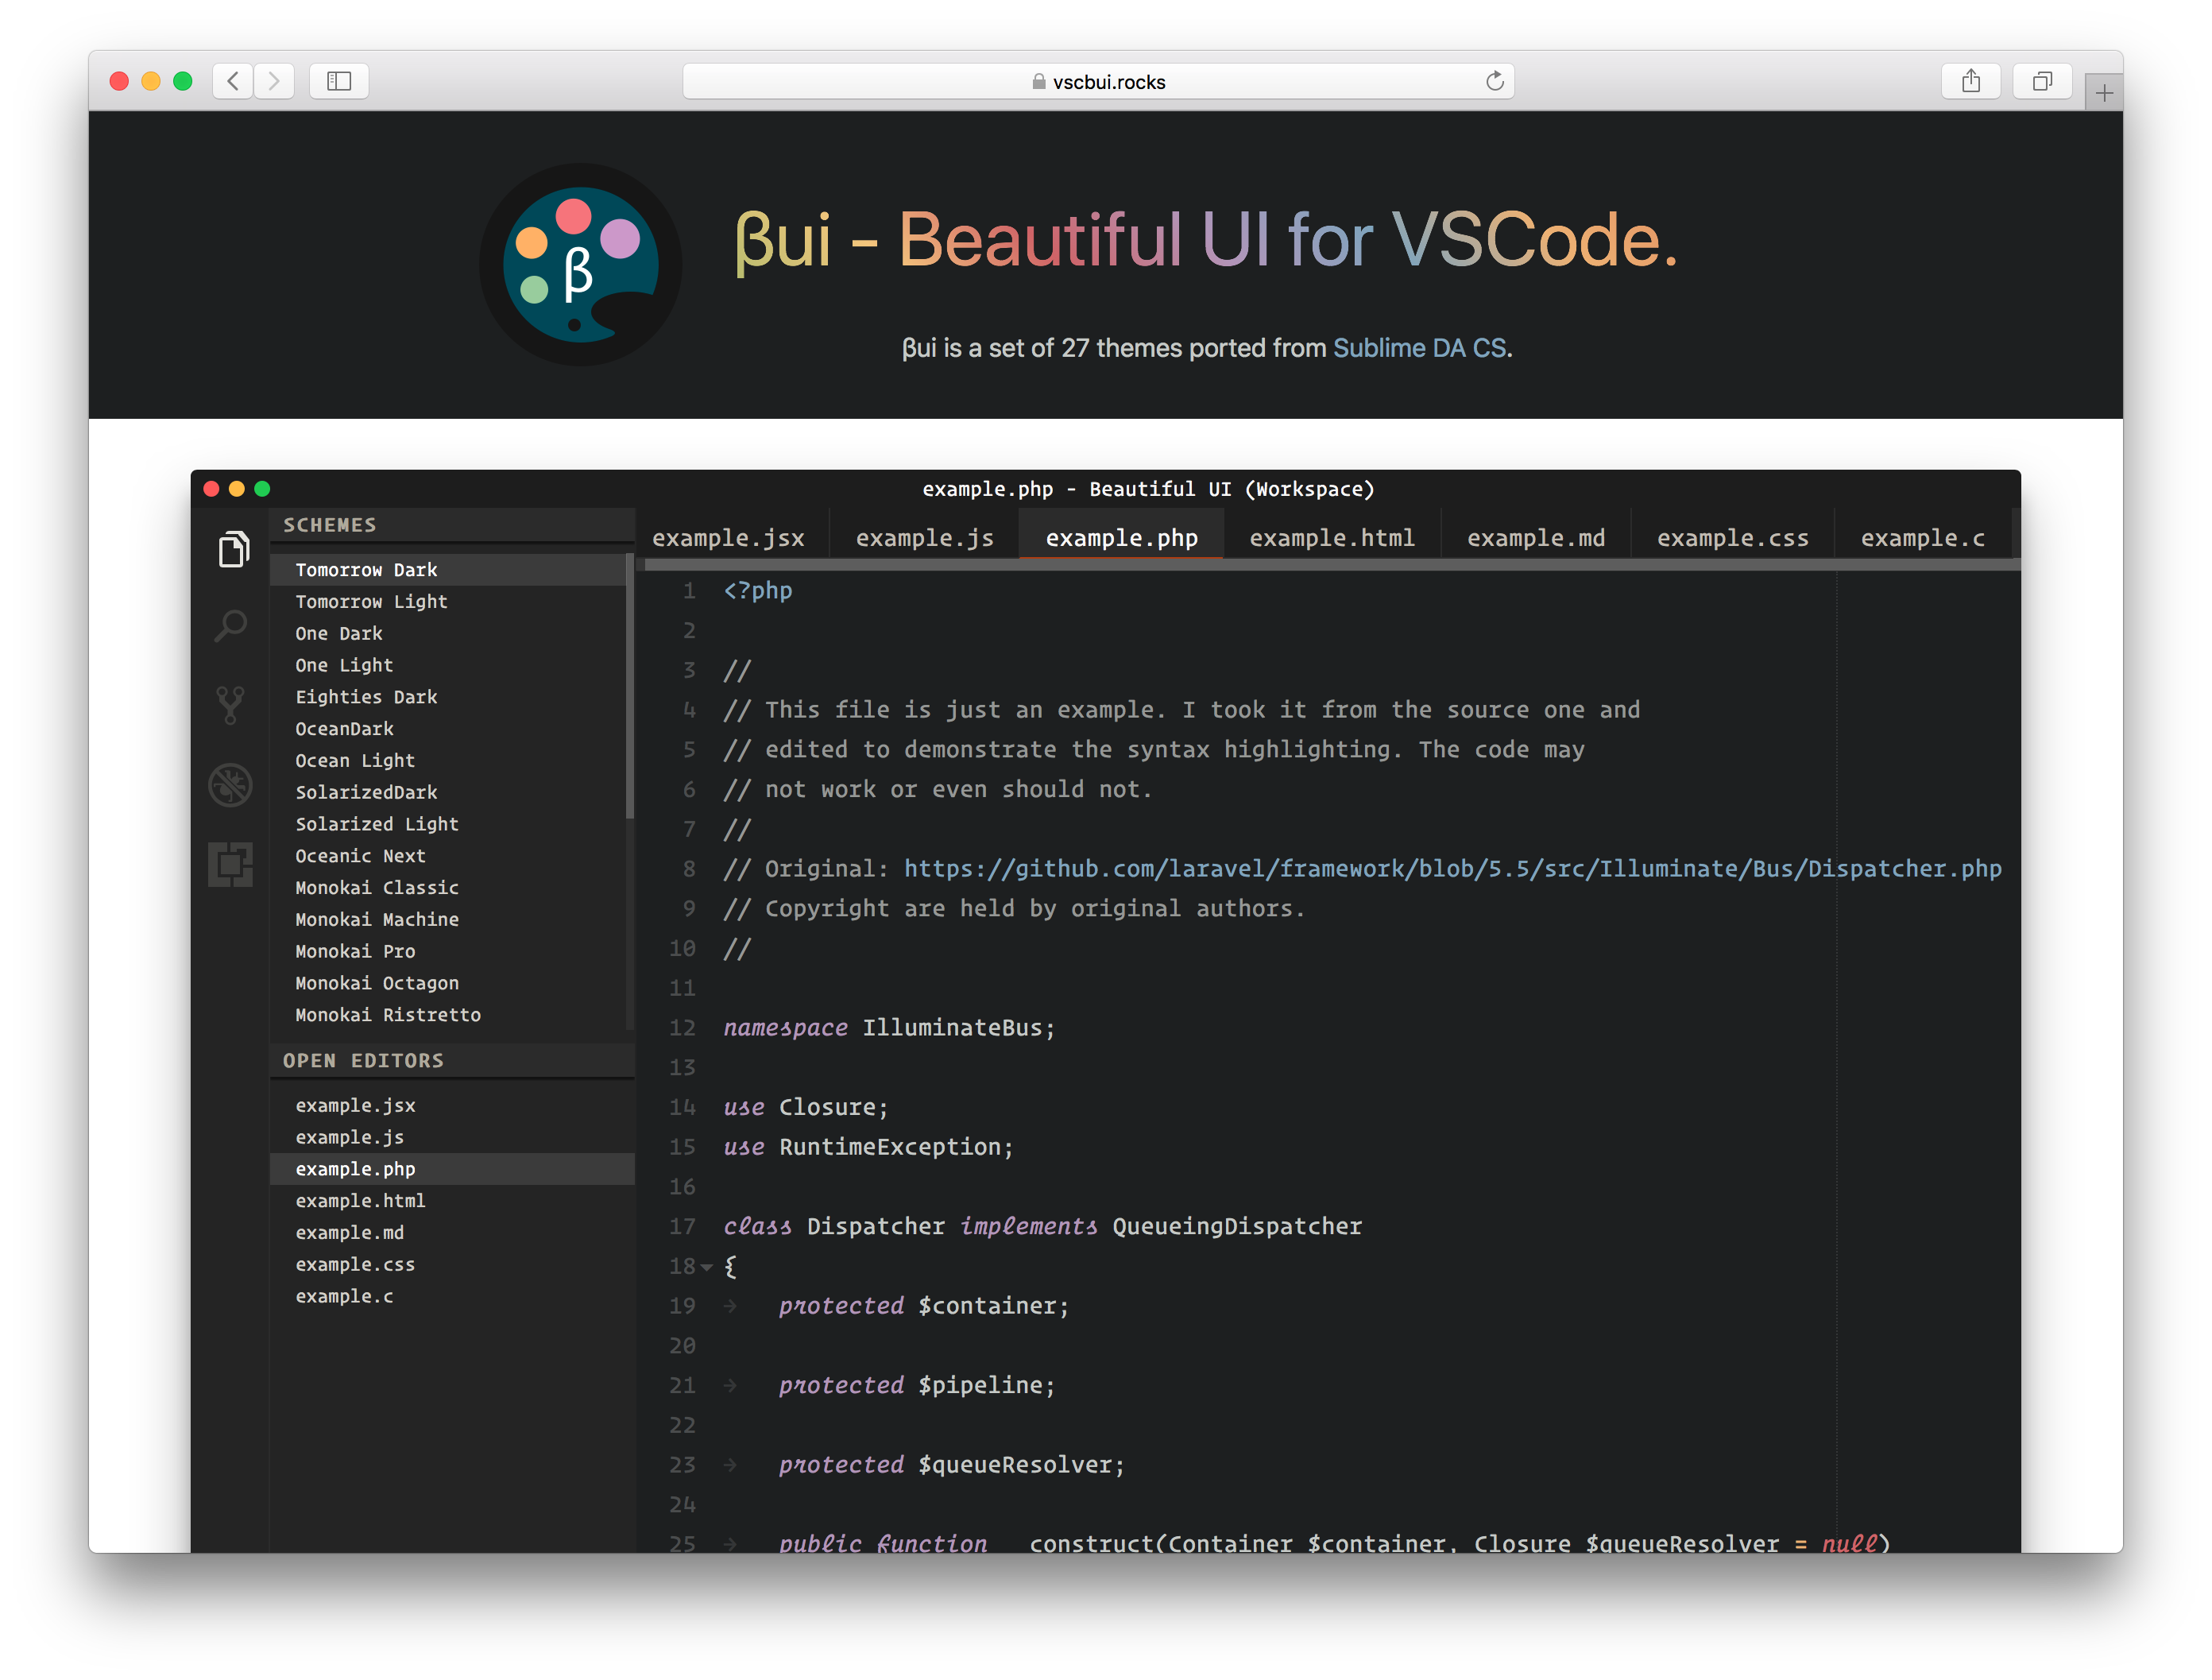 vscbui.rocks
β
βui - Beautiful UI for VSCode.
βui is a set of 27 themes ported from Sublime DA CS.
example.php - Beautiful UI (Workspace)
SCHEMES
Tomorrow Dark
Tomorrow Light
One Dark
One Light
Eighties Dark
OceanDark
Ocean Light
SolarizedDark
Solarized Light
Oceanic Next
Monokai Classic
Monokai Machine
Monokai Pro
Monokai Octagon
Monokai Ristretto
OPEN EDITORS
example.jsx
example.js
example.php
example.html
example.md
example.css
example.c
example.jsx example.js example.php example.html example.md example.css example.c
1 <?php
2
3 //
4 // This file is just an example. I took it from the source one and
5 // edited to demonstrate the syntax highlighting. The code may
6 // not work or even should not.
7 //
8 // Original: https://github.com/laravel/framework/blob/5.5/src/Illuminate/Bus/Dispatcher.php
9 // Copyright are held by original authors.
10 //
11
12 namespace IlluminateBus;
13
14 use Closure;
15 use RuntimeException;
16
17 class Dispatcher implements QueueingDispatcher
18 {
19 protected $container;
20
21 protected $pipeline;
22
23 protected $queueResolver;
24
25 public function construct(Container $container, Closure $queueResolver = null)